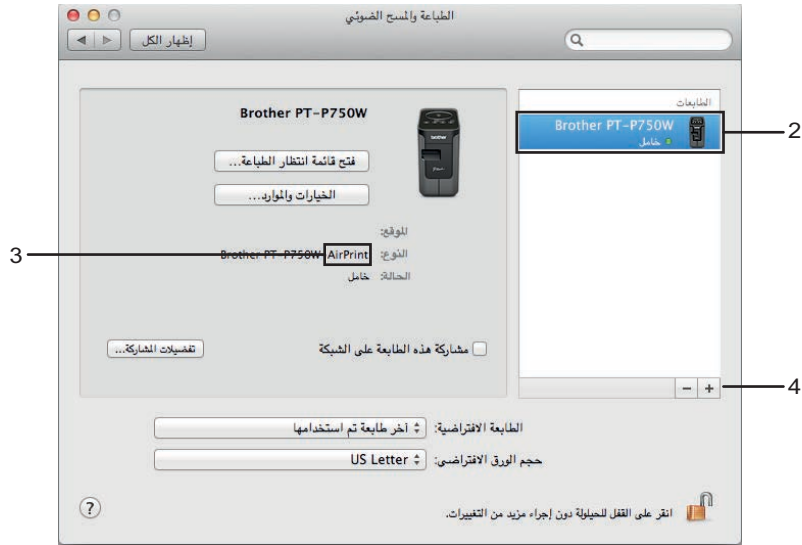 الطباعة والمسح الضوئي
إظهار الكل
الطابعات
Brother PT-P750W
خامل
2
Brother PT-P750W
فتح قائمة انتظار الطباعة...
الخيارات والموارد...
الموقع:
النوع: Brother PT-P750W-AirPrint
3
الحالة: خامل
مشاركة هذه الطابعة على الشبكة
تفضيلات المشاركة...
+ −
4
الطابعة الافتراضية: آخر طابعة تم استخدامها
حجم الورق الافتراضي: US Letter
انقر على القفل للحيلولة دون إجراء مزيد من التغييرات.
?